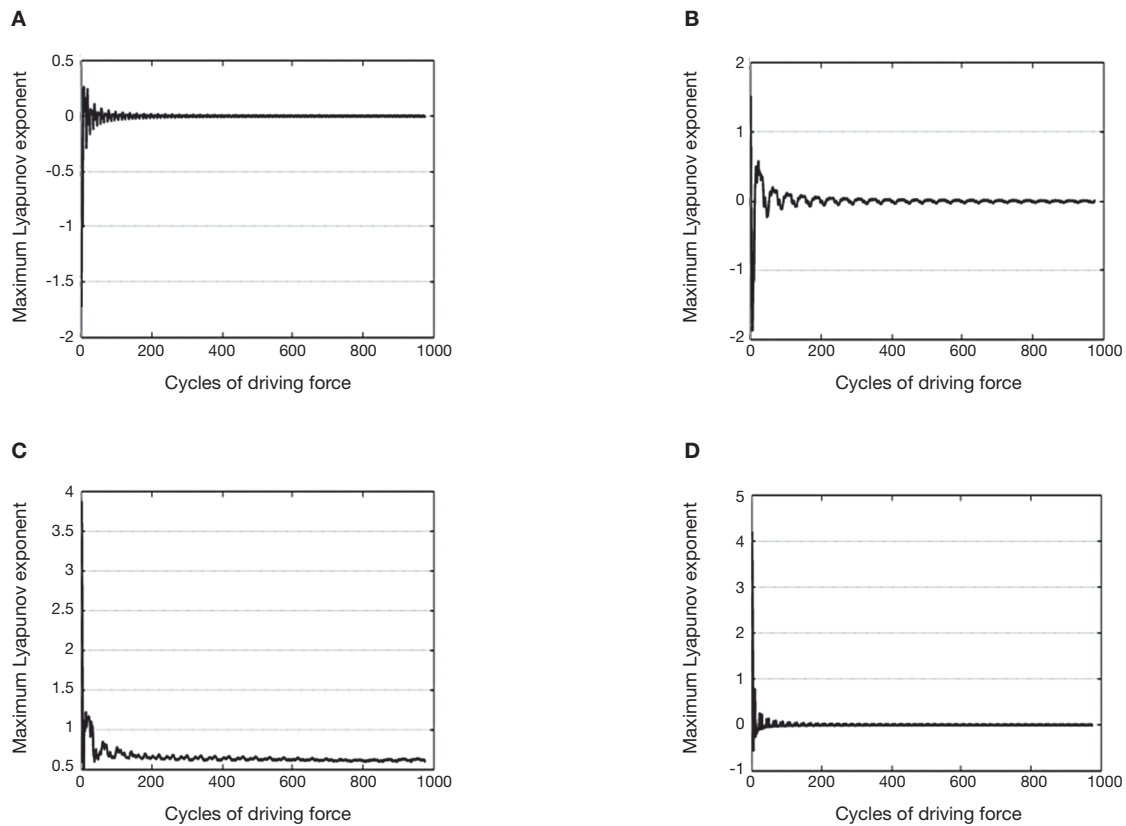 A
Maximum Lyapunov exponent
0.5
0
-0.5
-1
-1.5
-2
0 200 400 600 800 1000
Cycles of driving force
B
Maximum Lyapunov exponent
2
1
0
-1
-2
0 200 400 600 800 1000
Cycles of driving force
C
Maximum Lyapunov exponent
4
3.5
3
2.5
2
1.5
1
0.5
0 200 400 600 800 1000
Cycles of driving force
D
Maximum Lyapunov exponent
5
4
3
2
1
0
-1
0 200 400 600 800 1000
Cycles of driving force